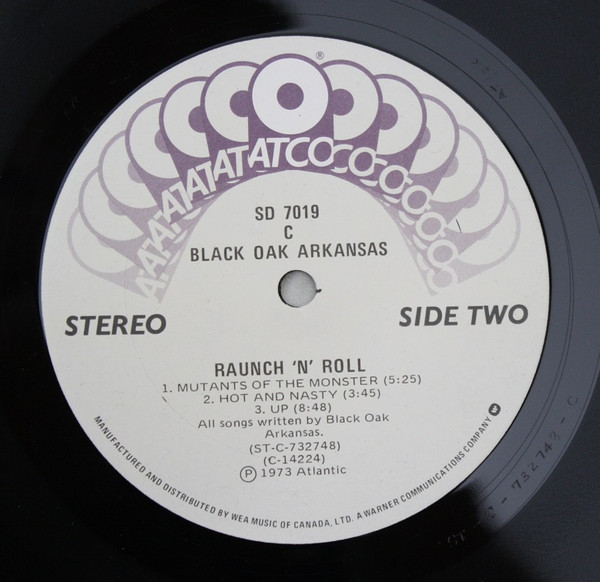 ®
ATCO
SD 7019
C
BLACK OAK ARKANSAS
STEREO
SIDE TWO
RAUNCH 'N' ROLL
1. MUTANTS OF THE MONSTER (5:25)
2. HOT AND NASTY (3:45)
3. UP (8:48)
All songs written by Black Oak
Arkansas.
(ST-C-732748)
(C-14224)
Ⓟ 1973 Atlantic
MANUFACTURED AND DISTRIBUTED BY WEA MUSIC OF CANADA, LTD. A WARNER COMMUNICATIONS COMPANY